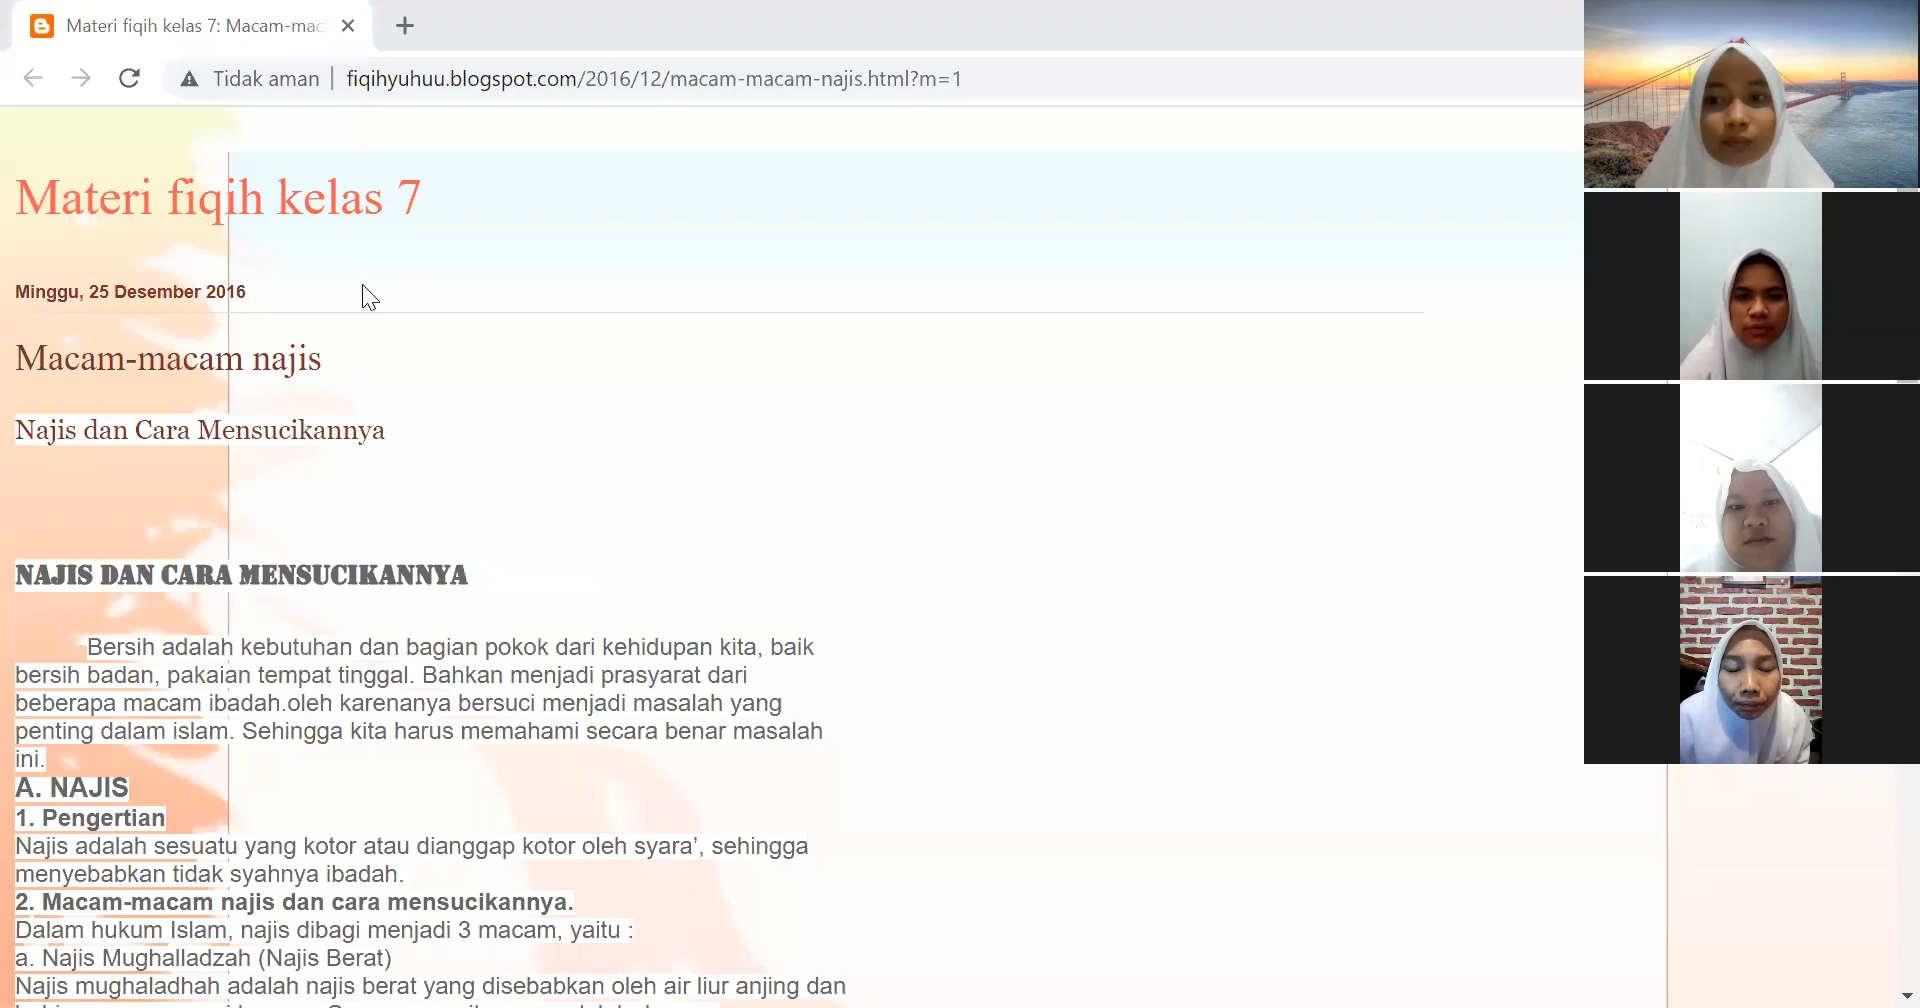 Materi fiqih kelas 7: Macam-mac
Tidak aman | fiqihyuhuu.blogspot.com/2016/12/macam-macam-najis.html?m=1
Materi fiqih kelas 7
Minggu, 25 Desember 2016
Macam-macam najis
Najis dan Cara Mensucikannya
NAJIS DAN CARA MENSUCIKANNYA
Bersih adalah kebutuhan dan bagian pokok dari kehidupan kita, baik
bersih badan, pakaian tempat tinggal. Bahkan menjadi prasyarat dari
beberapa macam ibadah.oleh karenanya bersuci menjadi masalah yang
penting dalam islam. Sehingga kita harus memahami secara benar masalah
ini.
A. NAJIS
1. Pengertian
Najis adalah sesuatu yang kotor atau dianggap kotor oleh syara’, sehingga
menyebabkan tidak syahnya ibadah.
2. Macam-macam najis dan cara mensucikannya.
Dalam hukum Islam, najis dibagi menjadi 3 macam, yaitu :
a. Najis Mughalladzah (Najis Berat)
Najis mughaladhah adalah najis berat yang disebabkan oleh air liur anjing dan